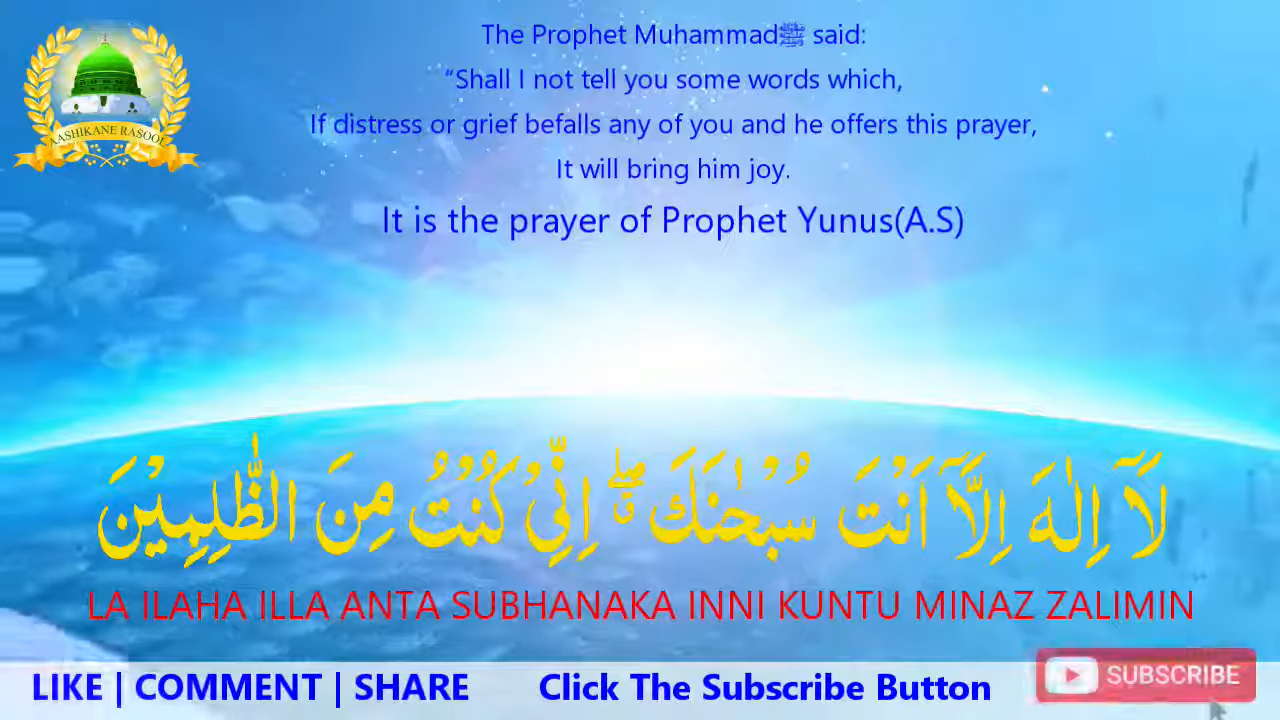 AASHIKANE RASOOL
The Prophet Muhammadﷺ said:
“Shall I not tell you some words which,
If distress or grief befalls any of you and he offers this prayer,
It will bring him joy.
It is the prayer of Prophet Yunus(A.S)
لَاۤ اِلٰهَ اِلَّاۤ اَنْتَ سُبْحٰنَكَ ۖۗ اِنِّیْ كُنْتُ مِنَ الظّٰلِمِیْنَ
LA ILAHA ILLA ANTA SUBHANAKA INNI KUNTU MINAZ ZALIMIN
LIKE | COMMENT | SHARE Click The Subscribe Button SUBSCRIBE